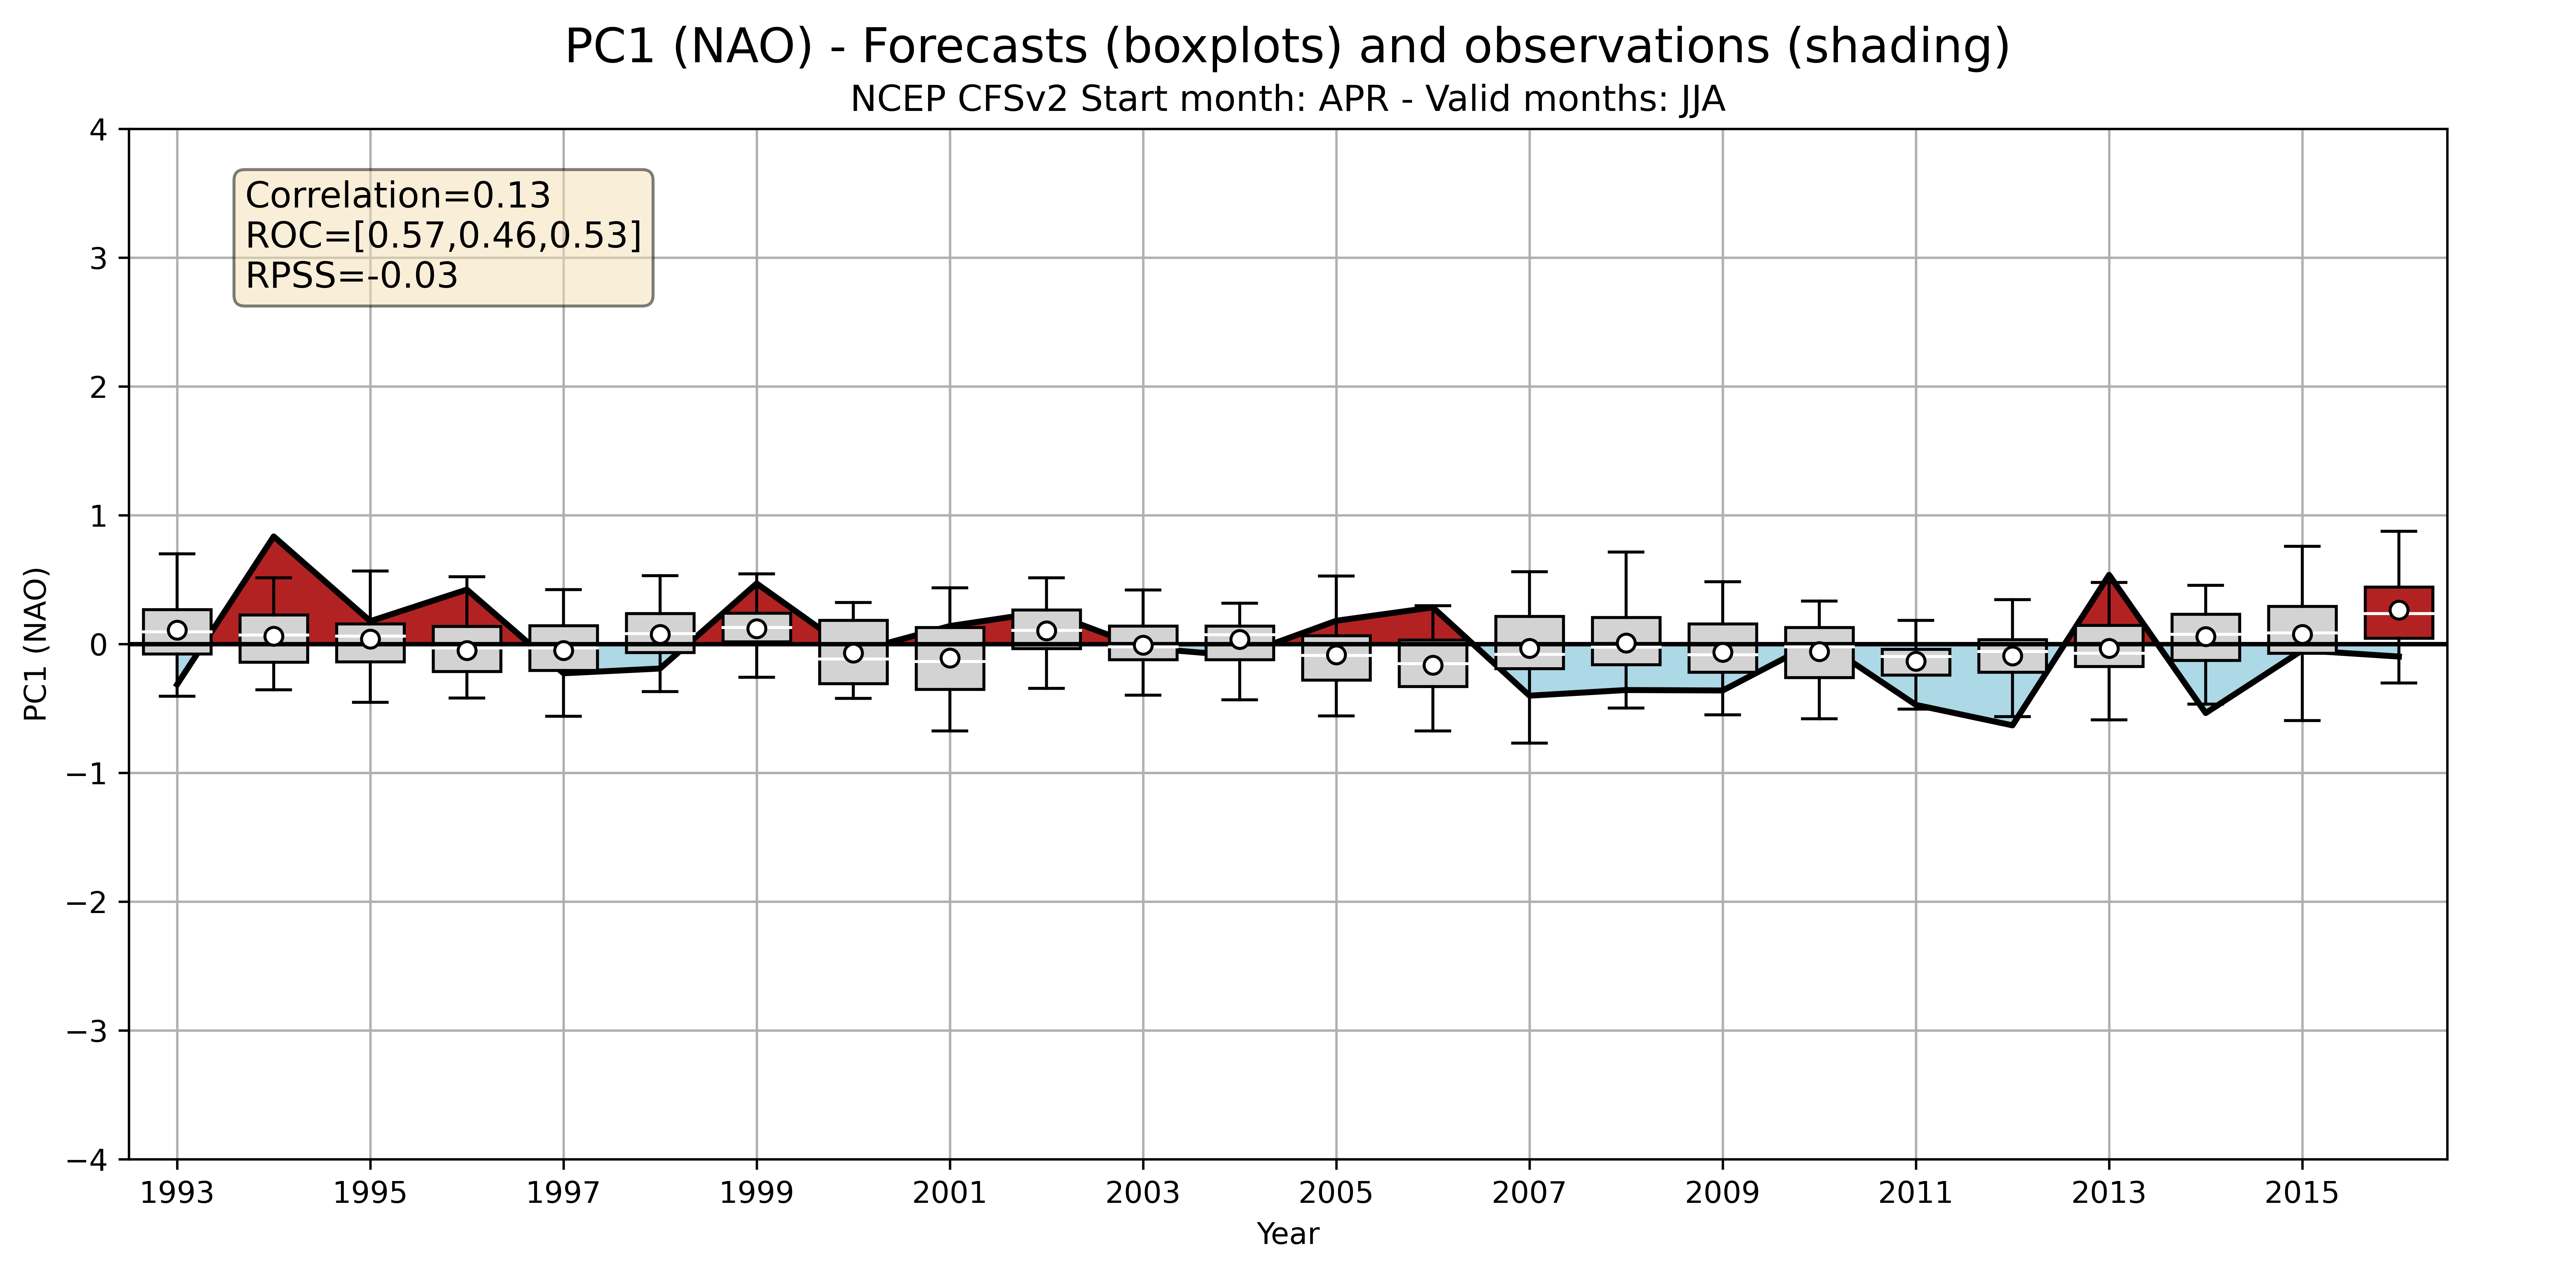 PC1 (NAO) - Forecasts (boxplots) and observations (shading)
NCEP CFSv2 Start month: APR - Valid months: JJA
Correlation=0.13
ROC=[0.57,0.46,0.53]
RPSS=-0.03
4
3
2
1
0
−1
−2
−3
−4
PC1 (NAO)
1993 1995 1997 1999 2001 2003 2005 2007 2009 2011 2013 2015
Year